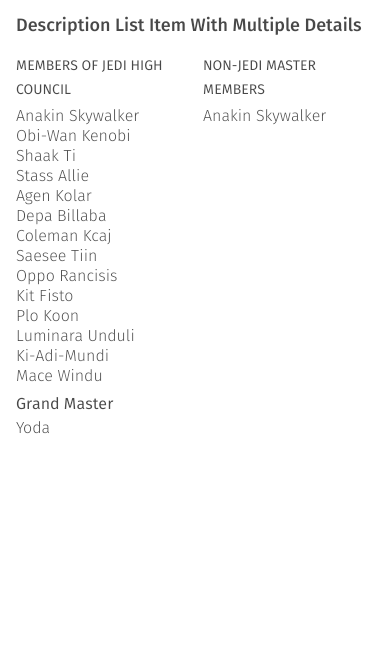 Description List Item With Multiple Details
MEMBERS OF JEDI HIGH
COUNCIL
Anakin Skywalker
Obi-Wan Kenobi
Shaak Ti
Stass Allie
Agen Kolar
Depa Billaba
Coleman Kcaj
Saesee Tiin
Oppo Rancisis
Kit Fisto
Plo Koon
Luminara Unduli
Ki-Adi-Mundi
Mace Windu
Grand Master
Yoda
NON-JEDI MASTER
MEMBERS
Anakin Skywalker